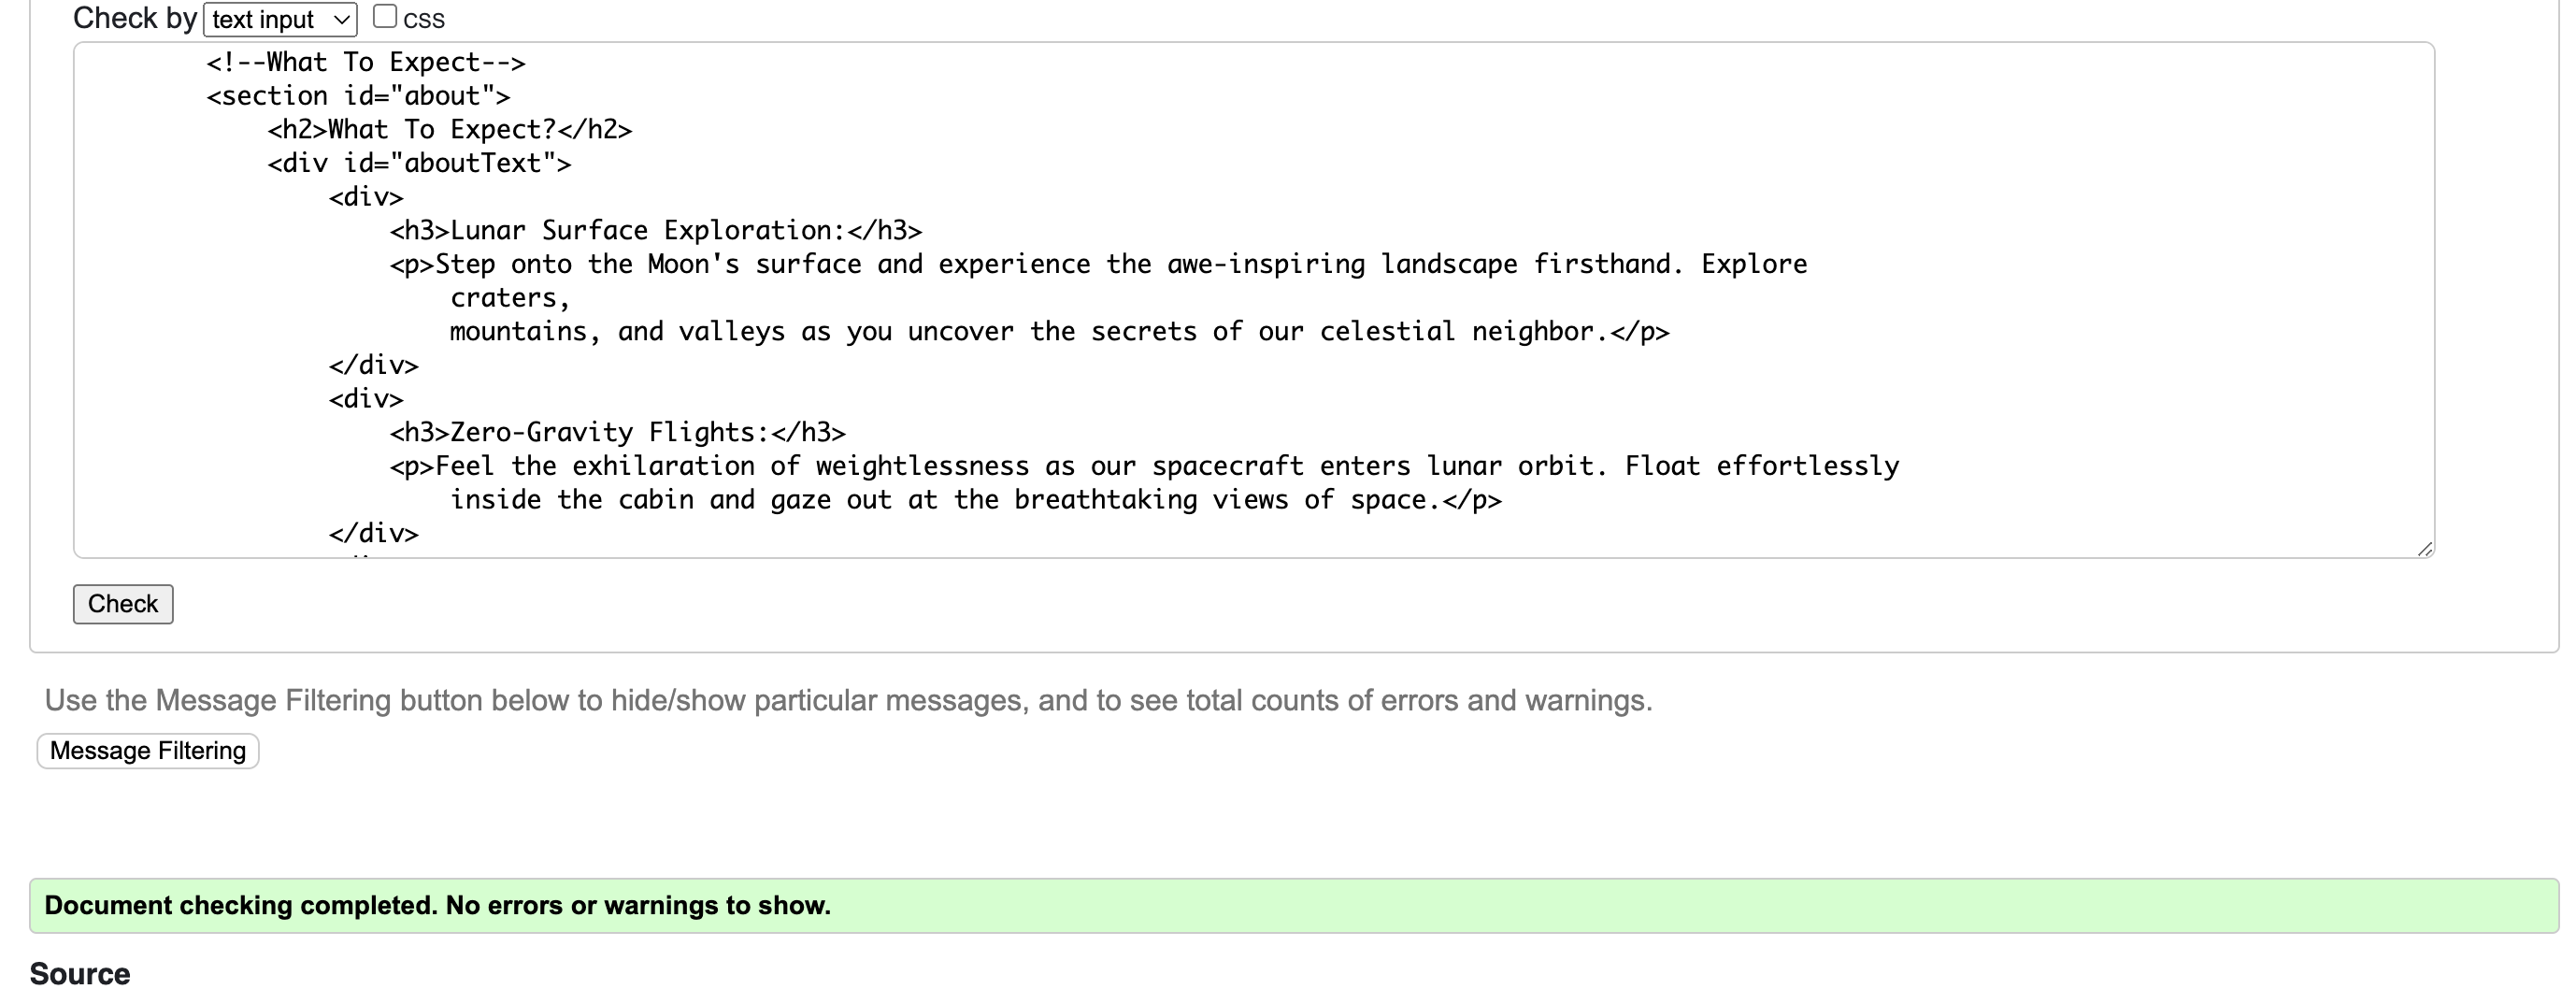 Check by text input css
<!--What To Expect-->
<section id="about">
<h2>What To Expect?</h2>
<div id="aboutText">
<div>
<h3>Lunar Surface Exploration:</h3>
<p>Step onto the Moon's surface and experience the awe-inspiring landscape firsthand. Explore
craters,
mountains, and valleys as you uncover the secrets of our celestial neighbor.</p>
</div>
<div>
<h3>Zero-Gravity Flights:</h3>
<p>Feel the exhilaration of weightlessness as our spacecraft enters lunar orbit. Float effortlessly
inside the cabin and gaze out at the breathtaking views of space.</p>
</div>
Check
Use the Message Filtering button below to hide/show particular messages, and to see total counts of errors and warnings.
Message Filtering
Document checking completed. No errors or warnings to show.
Source